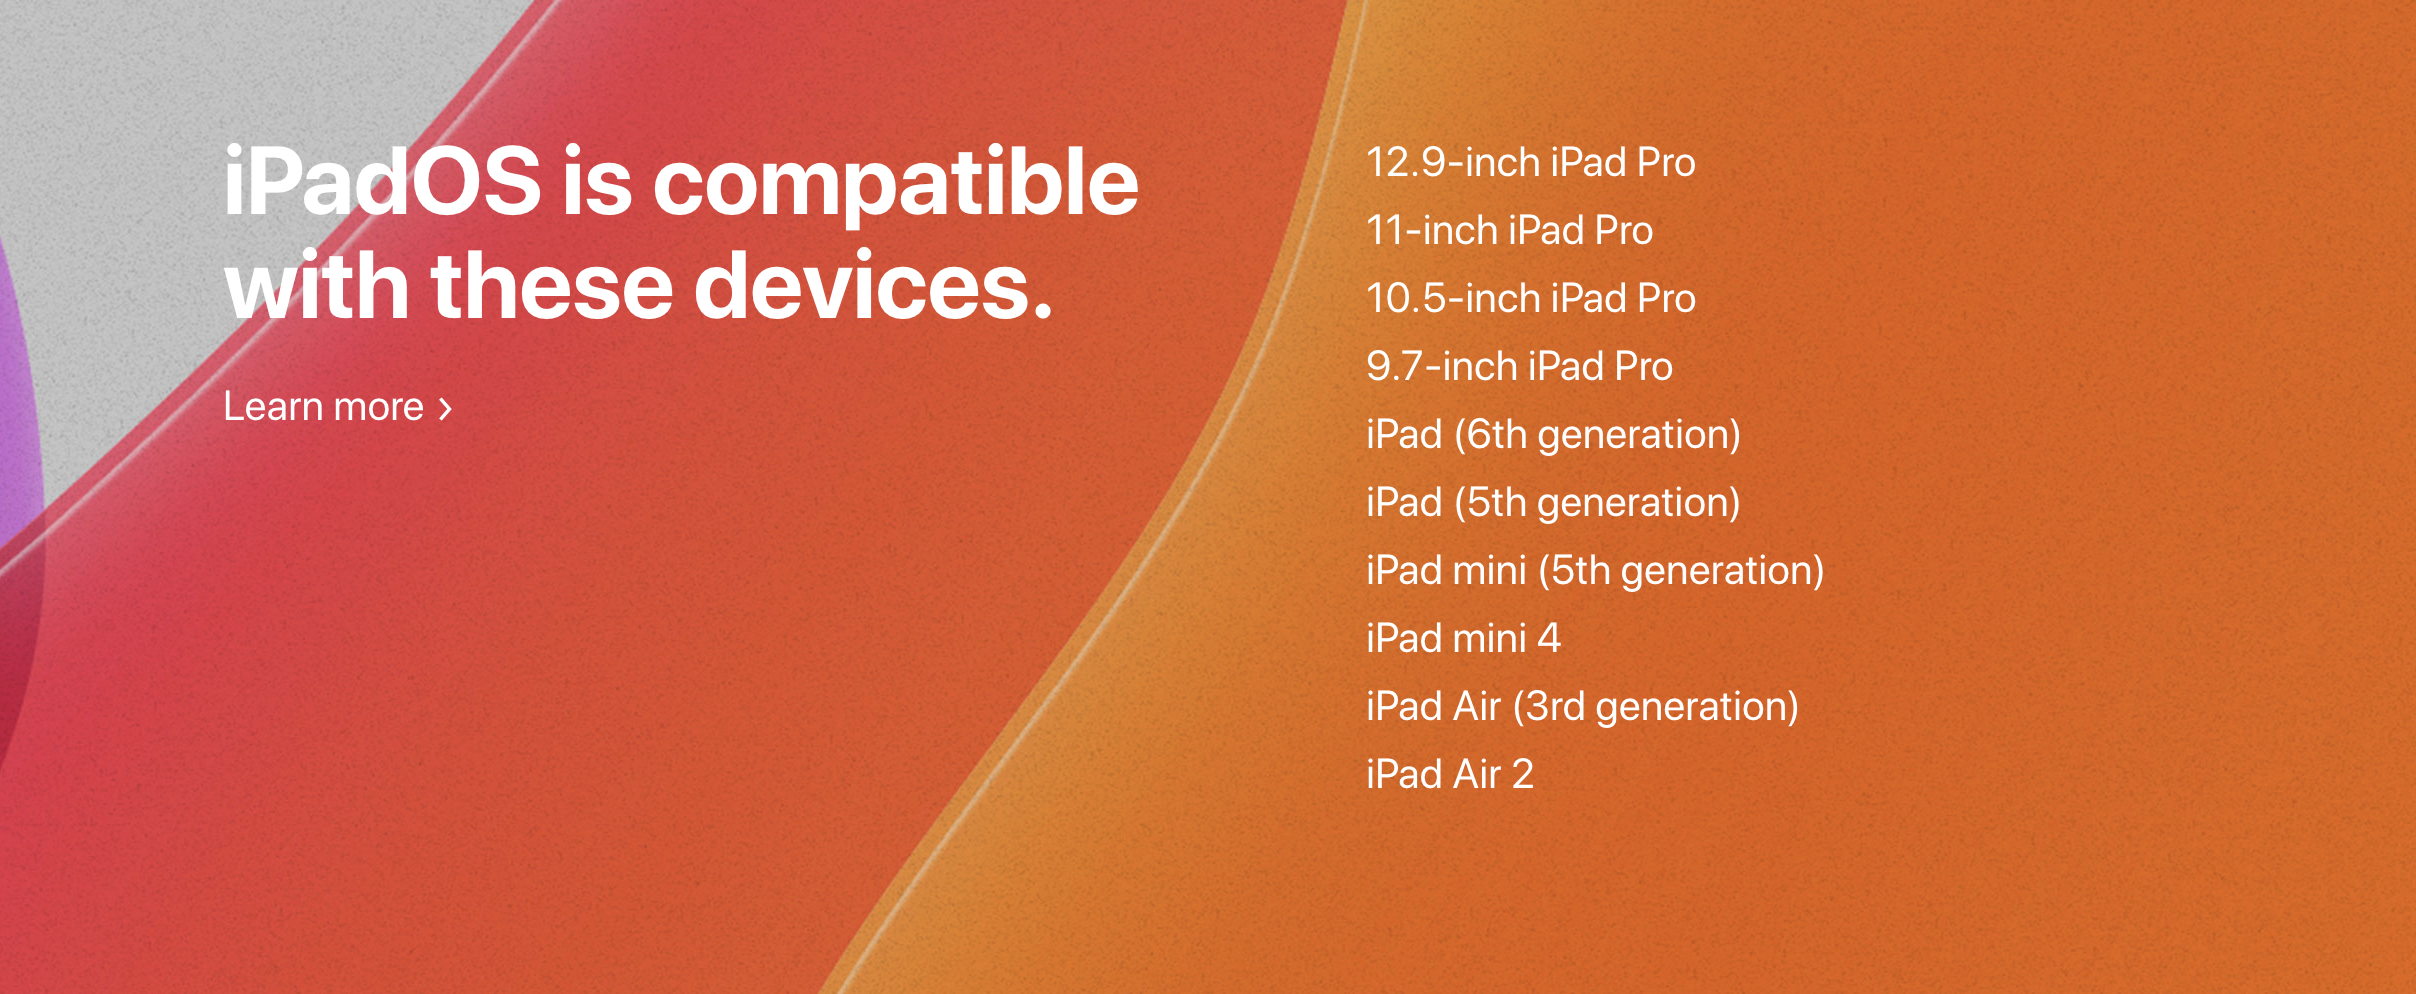 iPadOS is compatible
with these devices.
Learn more ›
12.9-inch iPad Pro
11-inch iPad Pro
10.5-inch iPad Pro
9.7-inch iPad Pro
iPad (6th generation)
iPad (5th generation)
iPad mini (5th generation)
iPad mini 4
iPad Air (3rd generation)
iPad Air 2